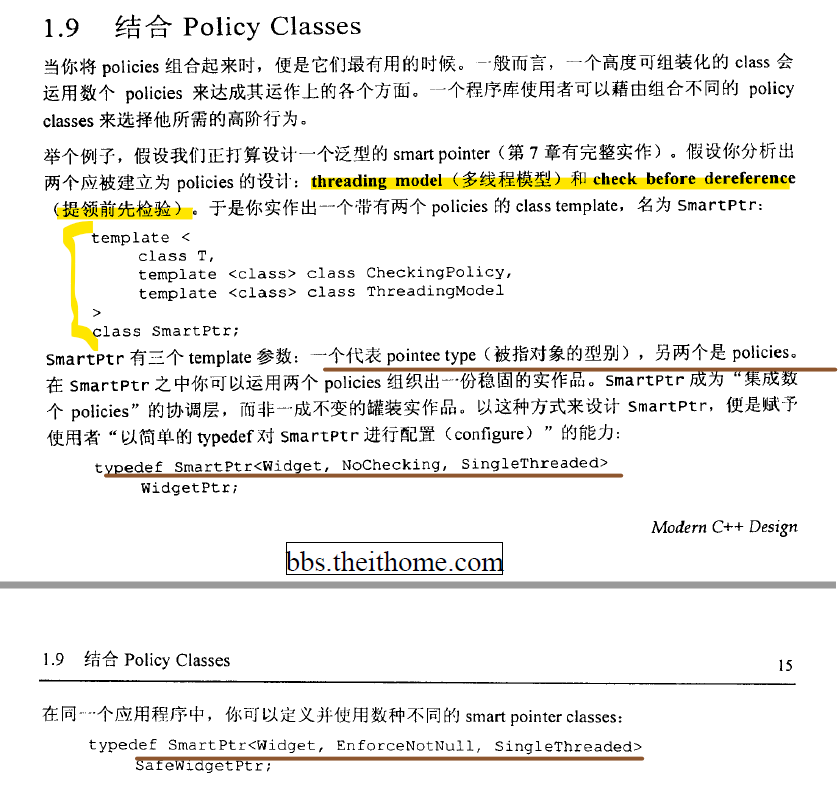 1.9 结合 Policy Classes
当你将 policies 组合起来时，便是它们最有用的时候。一般而言，一个高度可组装化的 class 会
运用数个 policies 来达成其运作上的各个方面。一个程序库使用者可以藉由组合不同的 policy
classes 来选择他所需的高阶行为。
举个例子，假设我们正打算设计一个泛型的 smart pointer（第 7 章有完整实作）。假设你分析出
两个应被建立为 policies 的设计：threading model（多线程模型）和 check before dereference
（提领前先检验）。于是你实作出一个带有两个 policies 的 class template，名为 SmartPtr：
template <
class T,
template <class> class CheckingPolicy,
template <class> class ThreadingModel
>
class SmartPtr;
SmartPtr 有三个 template 参数：一个代表 pointee type（被指对象的型别），另两个是 policies。
在 SmartPtr 之中你可以运用两个 policies 组织出一份稳固的实作品。SmartPtr 成为“集成数
个 policies”的协调层，而非一成不变的罐装实作品。以这种方式来设计 SmartPtr，便是赋予
使用者“以简单的 typedef 对 SmartPtr 进行配置（configure）”的能力：
typedef SmartPtr<Widget, NoChecking, SingleThreaded>
WidgetPtr;
Modern C++ Design
bbs.theithome.com
1.9 结合 Policy Classes 15
在同一个应用程序中，你可以定义并使用数种不同的 smart pointer classes：
typedef SmartPtr<Widget, EnforceNotNull, SingleThreaded>
SafeWidgetPtr;